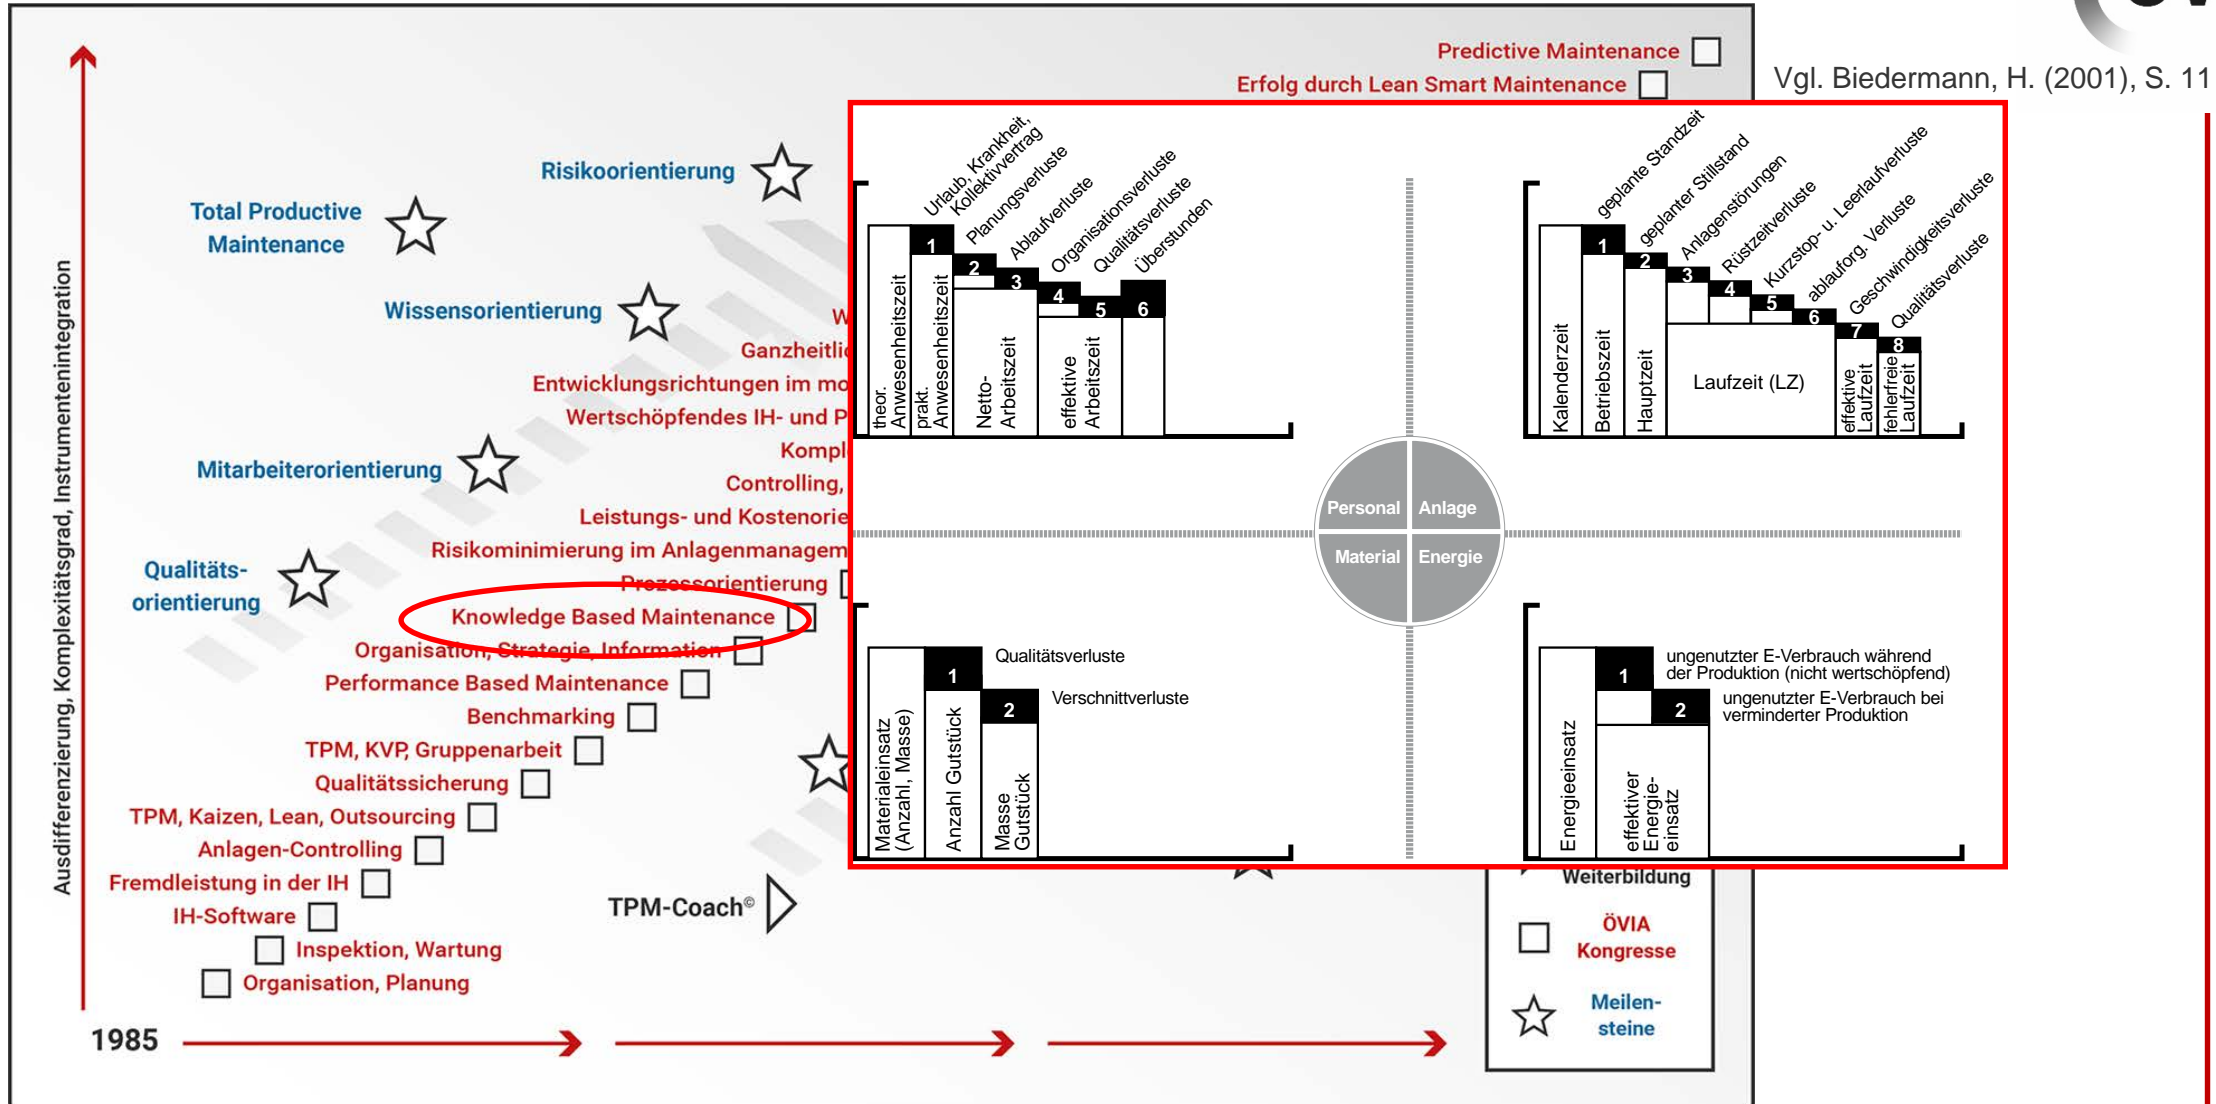 Predictive Maintenance
Erfolg durch Lean Smart Maintenance
Vgl. Biedermann, H. (2001), S. 11
Ausdifferenzierung, Komplexitätsgrad, Instrumentenintegration
Risikoorientierung
Total Productive
Maintenance
Wissensorientierung
Mitarbeiterorientierung
Qualitäts-
orientierung
W
Ganzheitlic
Entwicklungsrichtungen im mo
Wertschöpfendes IH- und P
Komple
Controlling,
Leistungs- und Kostenorie
Risikominimierung im Anlagenmanagem
Prozessorientierung
Knowledge Based Maintenance
Organisation, Strategie, Information
Performance Based Maintenance
Benchmarking
TPM, KVP, Gruppenarbeit
Qualitätssicherung
TPM, Kaizen, Lean, Outsourcing
Anlagen-Controlling
Fremdleistung in der IH
IH-Software
Inspektion, Wartung
Organisation, Planung
1985
TPM-Coach©
Urlaub, Krankheit,
Kollektivvertrag
Planungsverluste
Ablaufverluste
Organisationsverluste
Qualitätsverluste
Überstunden
1
2
3
4
5
6
theor.
Anwesenheitszeit
prakt.
Anwesenheitszeit
Netto-
Arbeitszeit
effektive
Arbeitszeit
geplante Standzeit
geplanter Stillstand
Anlagenstörungen
Rüstzeitverluste
Kurzstop- u. Leerlaufverluste
ablauforg. Verluste
Geschwindigkeitsverluste
Qualitätsverluste
1
2
3
4
5
6
7
8
Kalenderzeit
Betriebszeit
Hauptzeit
Laufzeit (LZ)
effektive
Laufzeit
fehlerfreie
Laufzeit
Personal
Anlage
Material
Energie
1
Qualitätsverluste
2
Verschnittverluste
Materialeinsatz
(Anzahl, Masse)
Anzahl Gutstück
Masse
Gutstück
1
ungenutzter E-Verbrauch während
der Produktion (nicht wertschöpfend)
2
ungenutzter E-Verbrauch bei
verminderter Produktion
Energieeinsatz
effektiver
Energie-
einsatz
Weiterbildung
ÖVIA
Kongresse
Meilen-
steine